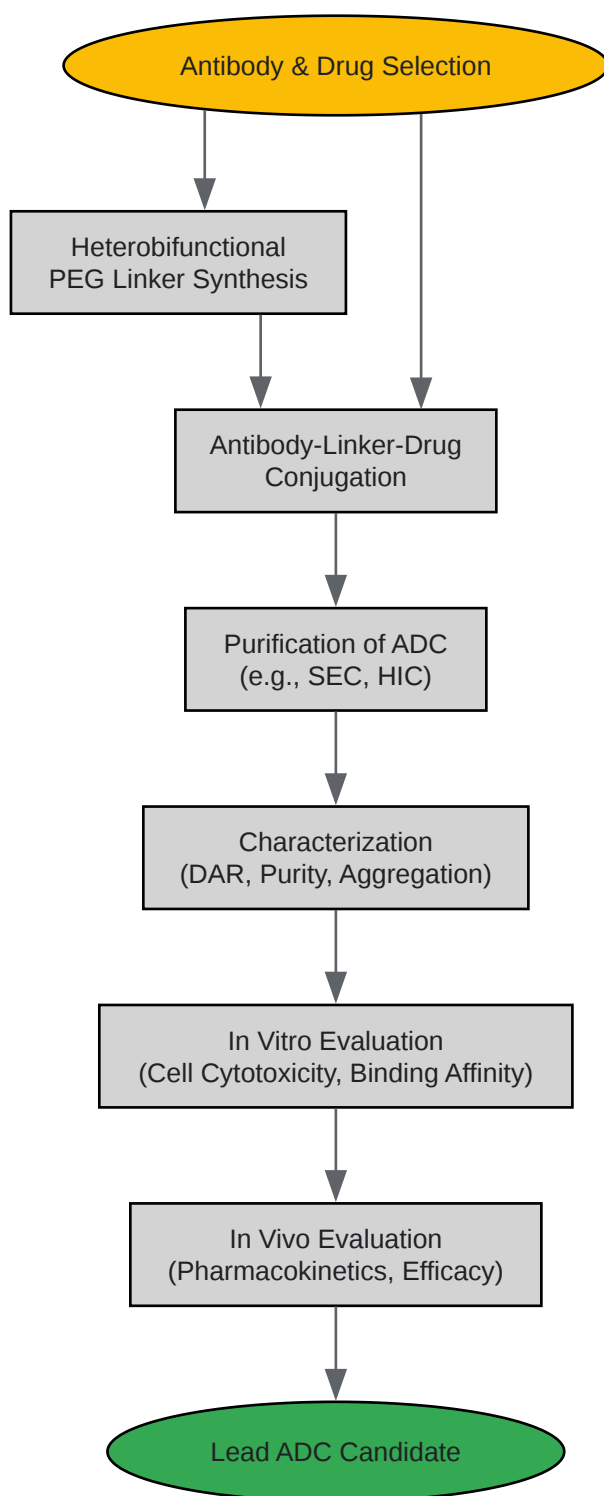 Antibody & Drug Selection
Heterobifunctional
PEG Linker Synthesis
Antibody-Linker-Drug
Conjugation
Purification of ADC
(e.g., SEC, HIC)
Characterization
(DAR, Purity, Aggregation)
In Vitro Evaluation
(Cell Cytotoxicity, Binding Affinity)
In Vivo Evaluation
(Pharmacokinetics, Efficacy)
Lead ADC Candidate